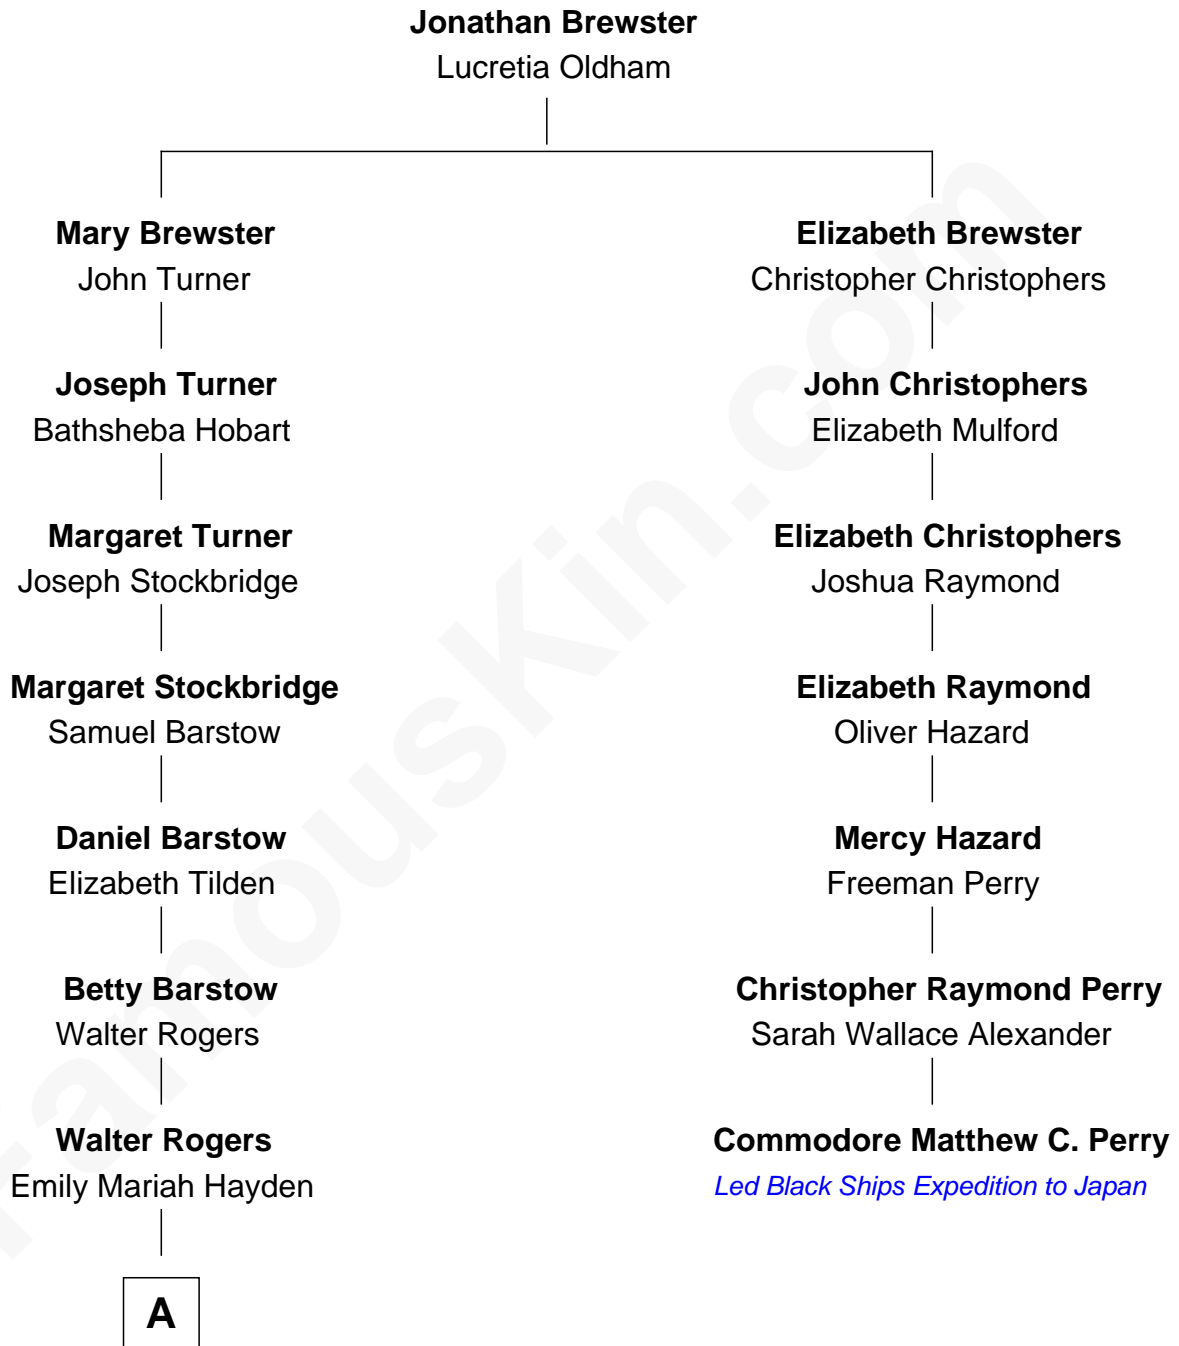 Jonathan Brewster
Lucretia Oldham
Mary Brewster
John Turner
Elizabeth Brewster
Christopher Christophers
Joseph Turner
Bathsheba Hobart
John Christophers
Elizabeth Mulford
Margaret Turner
Joseph Stockbridge
Elizabeth Christophers
Joshua Raymond
Margaret Stockbridge
Samuel Barstow
Elizabeth Raymond
Oliver Hazard
Daniel Barstow
Elizabeth Tilden
Mercy Hazard
Freeman Perry
Betty Barstow
Walter Rogers
Christopher Raymond Perry
Sarah Wallace Alexander
Walter Rogers
Emily Mariah Hayden
Commodore Matthew C. Perry
Led Black Ships Expedition to Japan
A
FamousKin.com